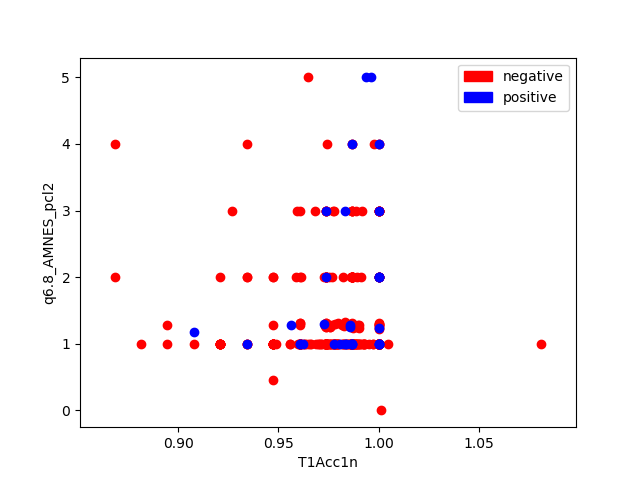 negative
positive
q6.8_AMNES_pcl2
5
4
3
2
1
0
0.90
0.95
1.00
1.05
T1Acc1n